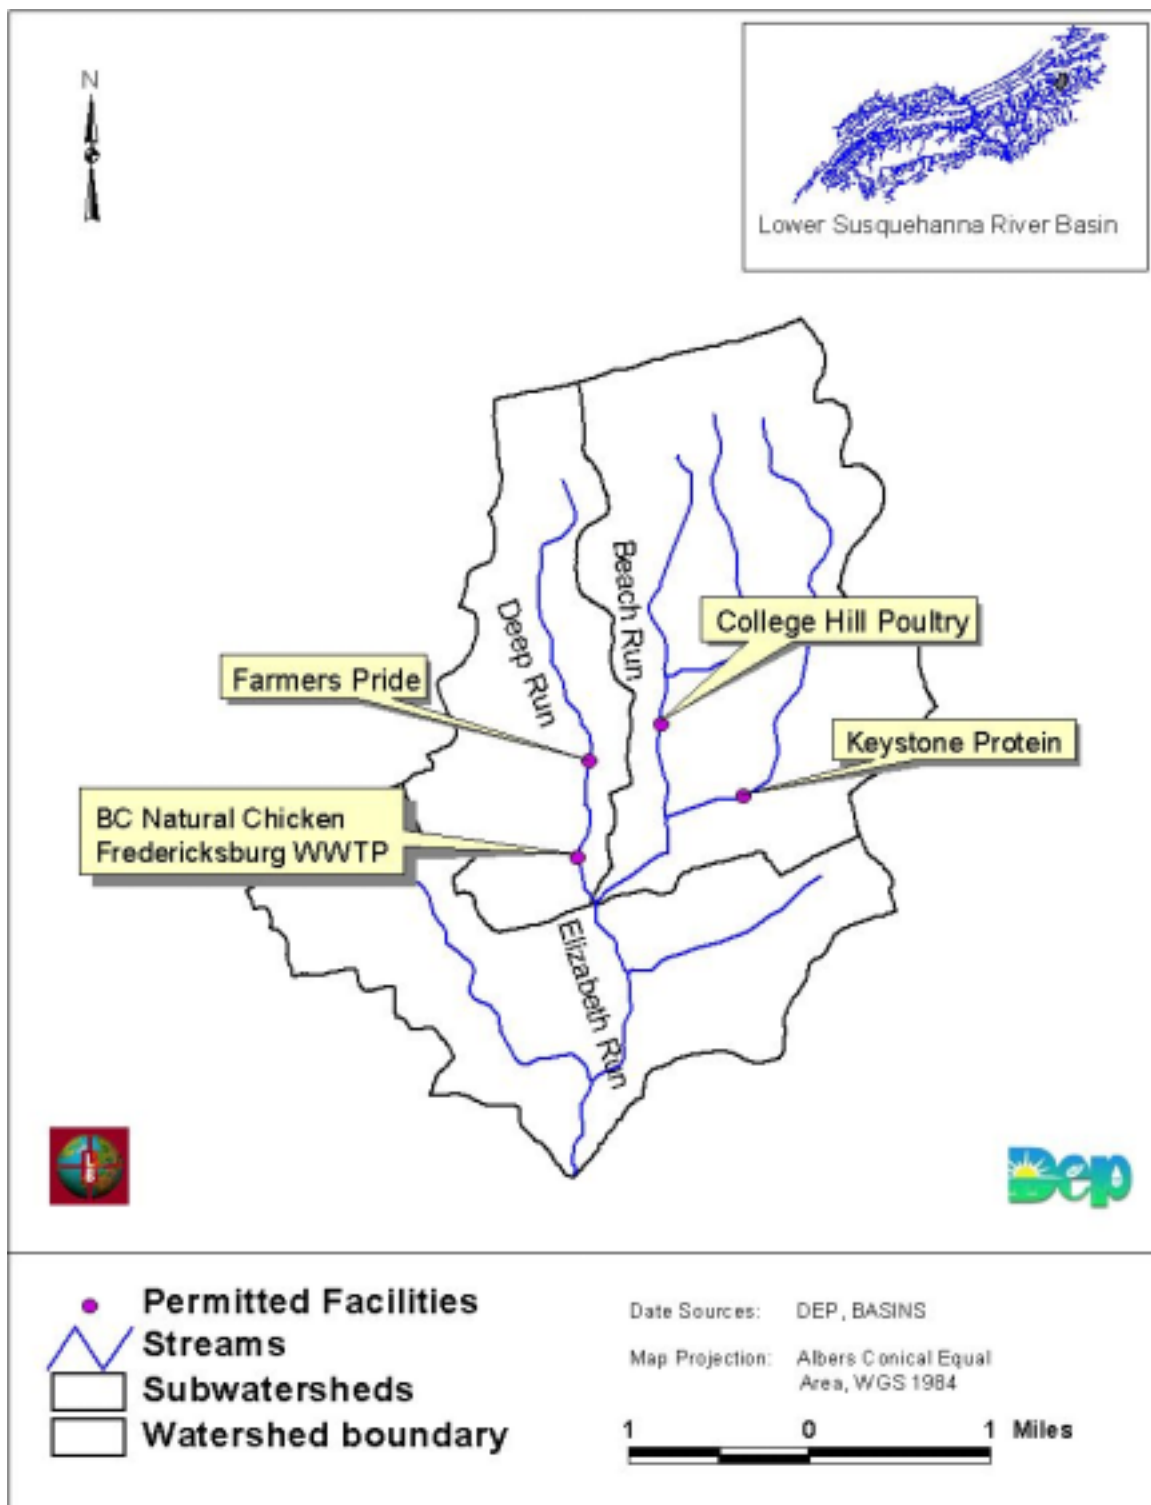 N
Lower Susquehanna River Basin
Beach Run
Deep Run
College Hill Poultry
Farmers Pride
Keystone Protein
BC Natural Chicken
Fredericksburg WWTP
Elizabeth Run
Dep
Permitted Facilities
Streams
Subwatersheds
Watershed boundary
Date Sources: DEP, BASINS
Map Projection: Albers Conical Equal
Area, WGS 1984
1 0 1 Miles